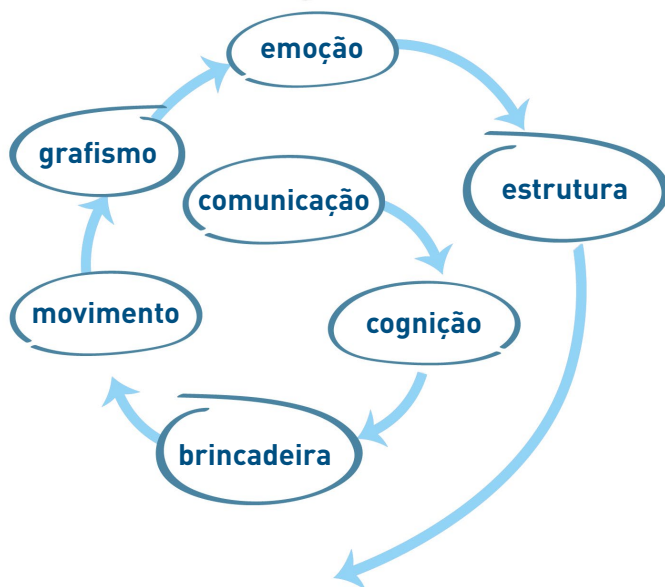 emoção
grafismo
estrutura
comunicação
movimento
cognição
brincadeira